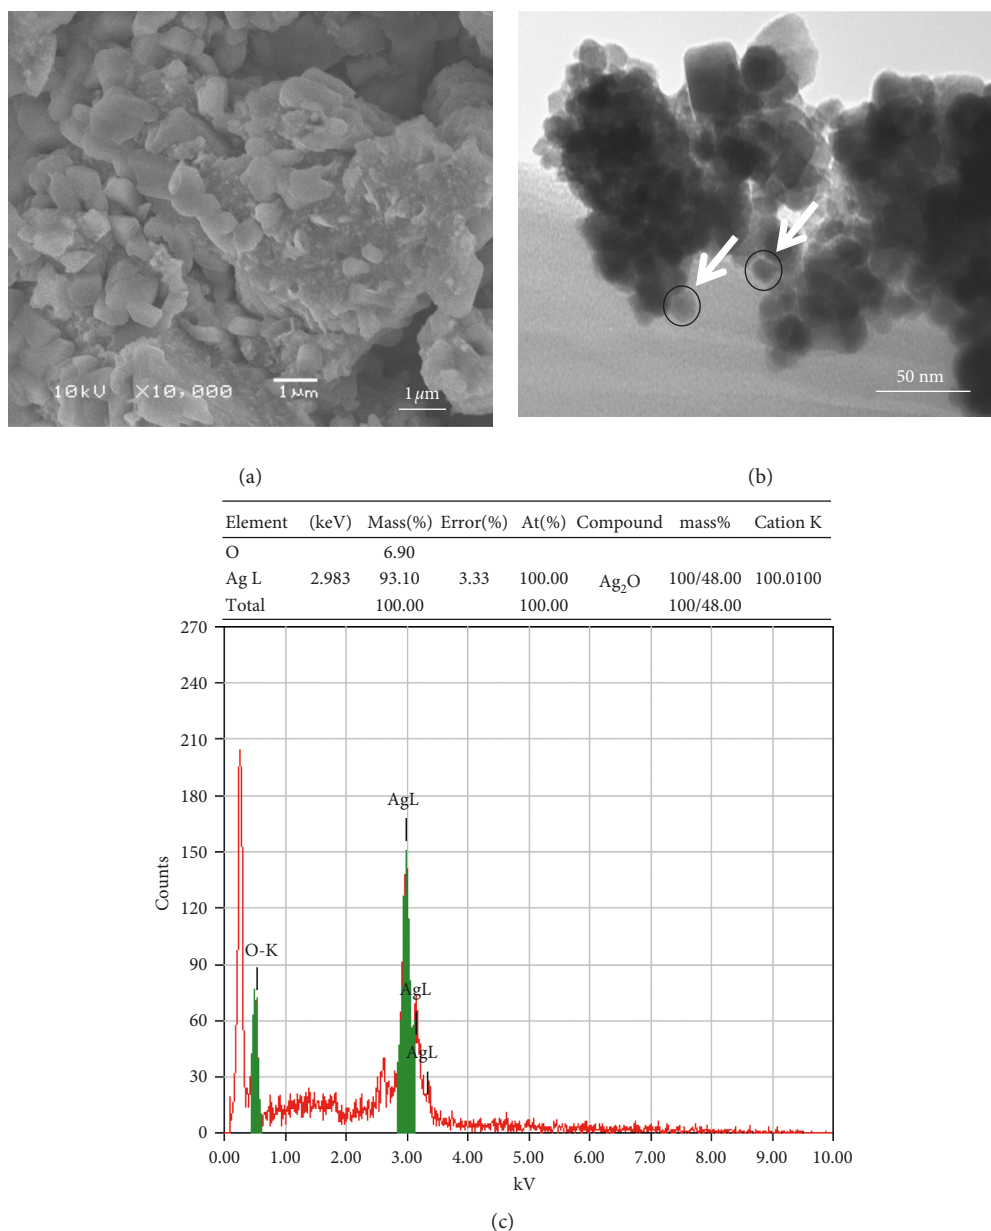 10kV X10,000 1μm
1 μm
50 nm
(a)
(b)
Element (keV) Mass(%) Error(%) At(%) Compound mass% Cation K
O 6.90
Ag L 2.983 93.10 3.33 100.00 Ag₂O 100/48.00 100.0100
Total 100.00 100.00 100/48.00
270
240
210
180
150
120
90
60
30
0
Counts
AgL
O-K
AgL
AgL
0.00 1.00 2.00 3.00 4.00 5.00 6.00 7.00 8.00 9.00 10.00
kV
(c)